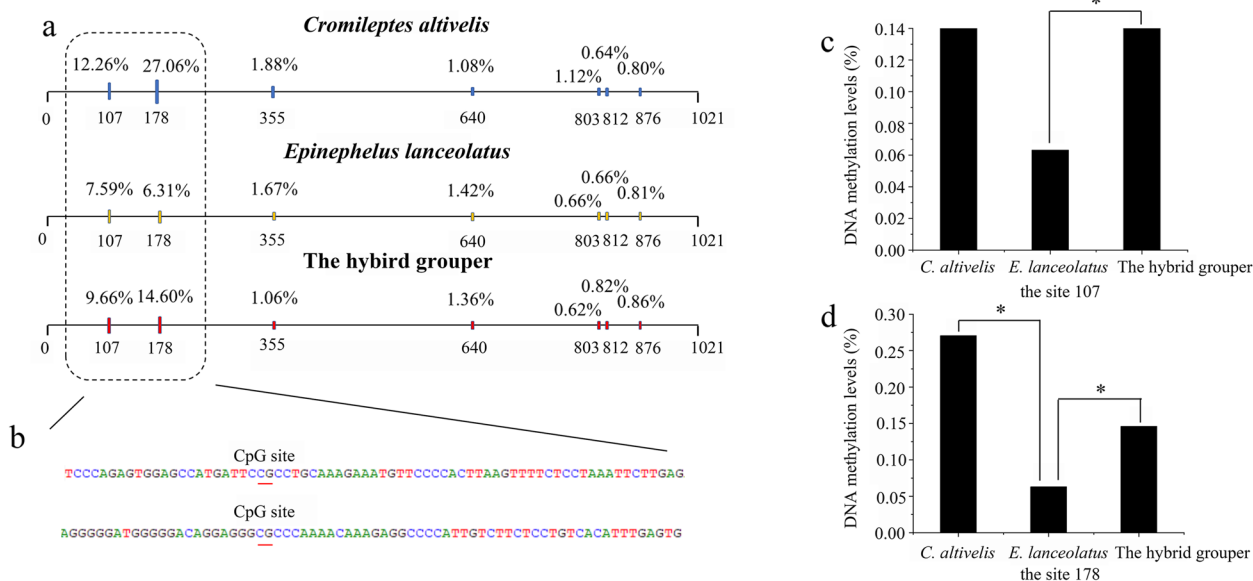 a
Cromileptes altivelis
12.26% 27.06% 1.88% 1.08% 1.12% 0.64% 0.80%
0 107 178 355 640 803 812 876 1021
Epinephelus lanceolatus
7.59% 6.31% 1.67% 1.42% 0.66% 0.66% 0.81%
0 107 178 355 640 803 812 876 1021
The hybird grouper
9.66% 14.60% 1.06% 1.36% 0.62% 0.82% 0.86%
0 107 178 355 640 803 812 876 1021
b
CpG site
TCCCAGAGTGGAGCCATGATTCCGCCTGCAAAGAAATGTTCCCCACTTAAGTTTTCTCCTAAATTCTTGAG
CpG site
AGGGGGATGGGGGACAGGAGGGCGCCCAAAACAAAGAGGCCCCATTGTCTTCTCCTGTCACATTTGAGTG
c
DNA methylation levels (%)
0.14
0.12
0.10
0.08
0.06
0.04
0.02
0.00
*
C. altivelis E. lanceolatus The hybrid grouper
the site 107
d
DNA methylation levels (%)
0.30
0.25
0.20
0.15
0.10
0.05
0.00
*
*
C. altivelis E. lanceolatus The hybrid grouper
the site 178